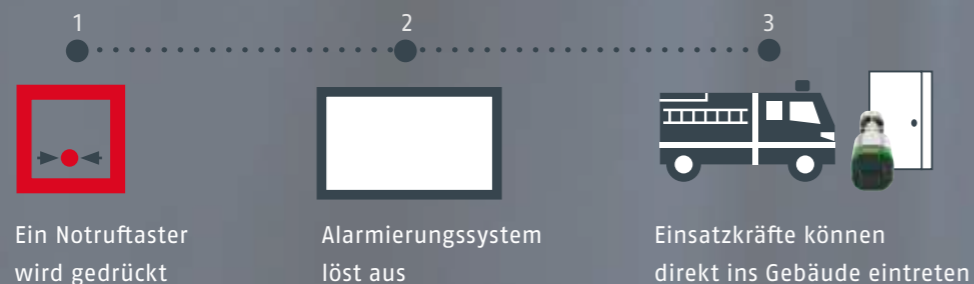 1
2
3
Ein Notruftaster
wird gedrückt
Alarmierungssystem
löst aus
Einsatzkräfte können
direkt ins Gebäude eintreten